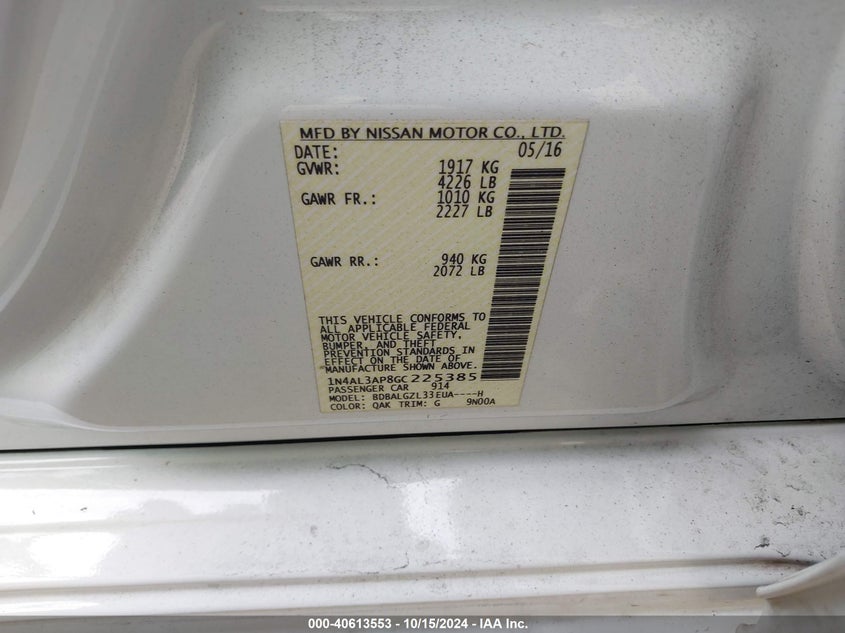 MFD BY NISSAN MOTOR CO., LTD.
DATE: 05/16
GVWR: 1917 KG
4226 LB
GAWR FR.: 1010 KG
2227 LB
GAWR RR.: 940 KG
2072 LB
THIS VEHICLE CONFORMS TO
ALL APPLICABLE FEDERAL
MOTOR VEHICLE SAFETY,
BUMPER, AND THEFT
PREVENTION STANDARDS IN
EFFECT ON THE DATE OF
MANUFACTURE SHOWN ABOVE.
1N4AL3AP8GC225385
PASSENGER CAR 914
MODEL: BDBALGZL33EUA----H
COLOR: QAK TRIM: G 9N00A
000-40613553 - 10/15/2024 - IAA Inc.